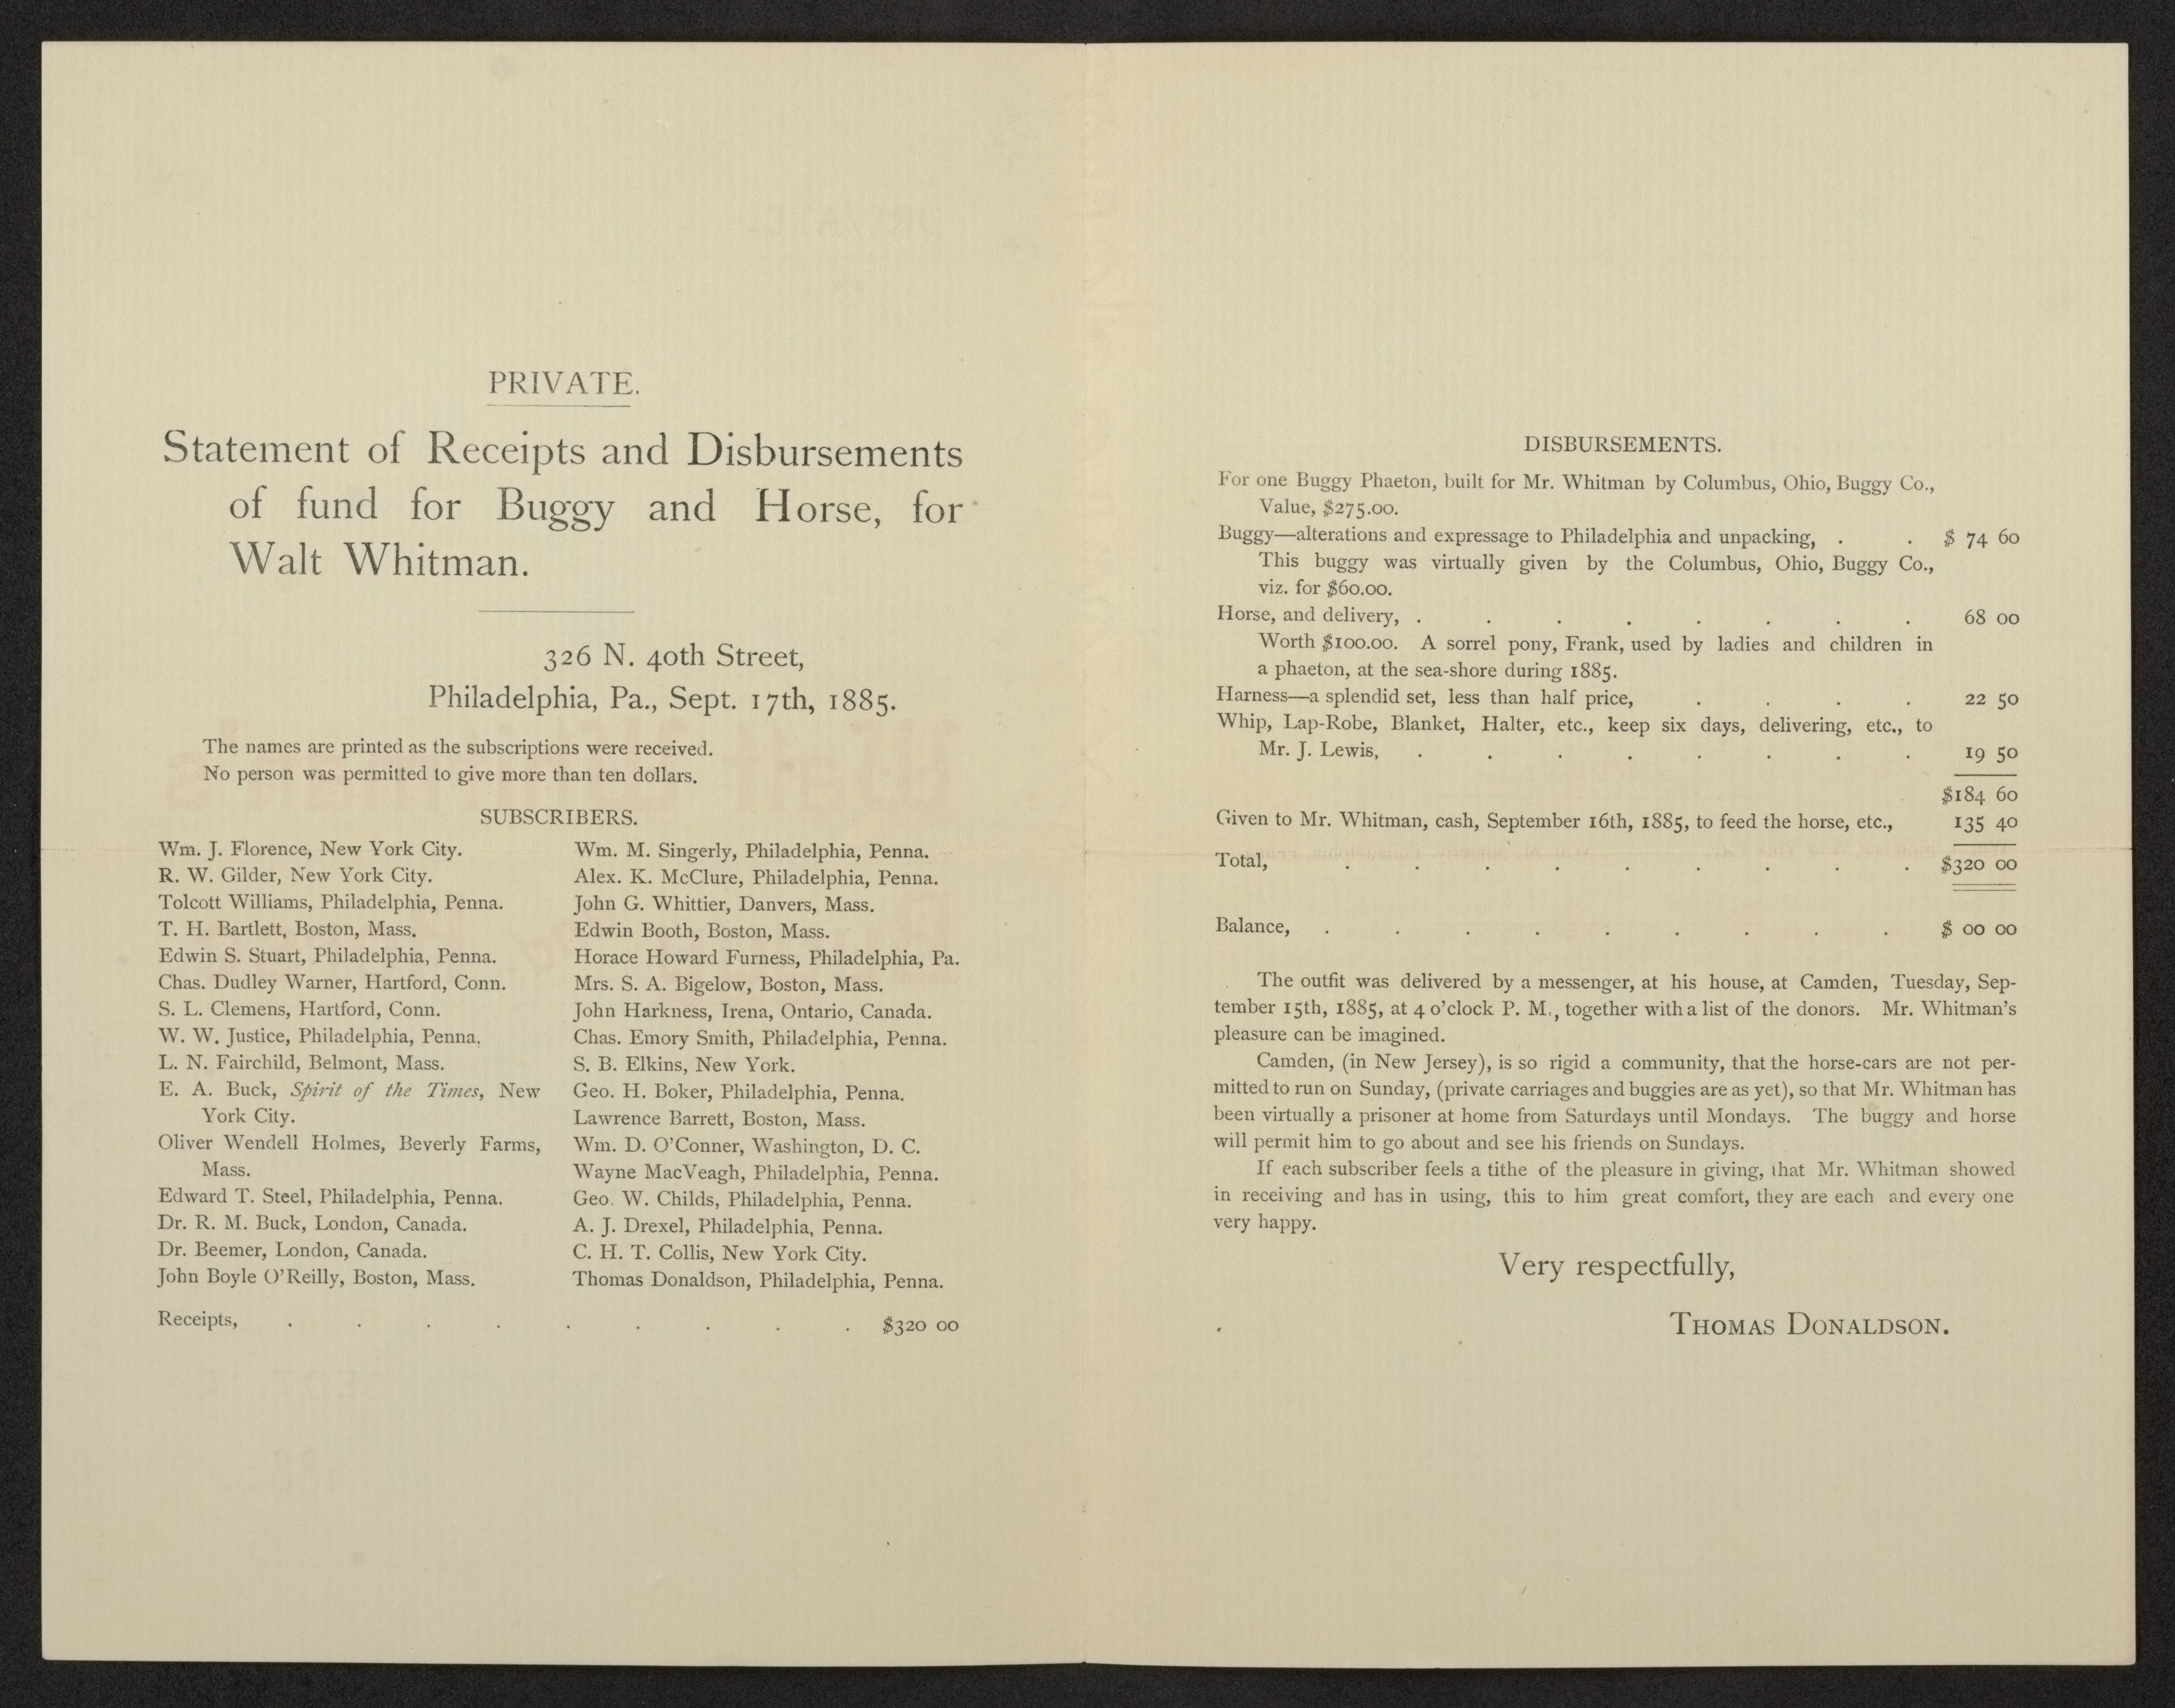 PRIVATE.
Statement of Receipts and Disbursements
of fund for Buggy and Horse, for
Walt Whitman.
326 N. 40th Street,
Philadelphia, Pa., Sept. 17th, 1885.
The names are printed as the subscriptions were received.
No person was permitted to give more than ten dollars.
SUBSCRIBERS.
Wm. J. Florence, New York City.
R. W. Gilder, New York City.
Tolcott Williams, Philadelphia, Penna.
T. H. Bartlett, Boston, Mass.
Edwin S. Stuart, Philadelphia, Penna.
Chas. Dudley Warner, Hartford, Conn.
S. L. Clemens, Hartford, Conn.
W. W. Justice, Philadelphia, Penna.
L. N. Fairchild, Belmont, Mass.
E. A. Buck, Spirit of the Times, New
York City.
Oliver Wendell Holmes, Beverly Farms,
Mass.
Edward T. Steel, Philadelphia, Penna.
Dr. R. M. Buck, London, Canada.
Dr. Beemer, London, Canada.
John Boyle O'Reilly, Boston, Mass.
Wm. M. Singerly, Philadelphia, Penna.
Alex. K. McClure, Philadelphia, Penna.
John G. Whittier, Danvers, Mass.
Edwin Booth, Boston, Mass.
Horace Howard Furness, Philadelphia, Pa.
Mrs. S. A. Bigelow, Boston, Mass.
John Harkness, Irena, Ontario, Canada.
Chas. Emory Smith, Philadelphia, Penna.
S. B. Elkins, New York.
Geo. H. Boker, Philadelphia, Penna.
Lawrence Barrett, Boston, Mass.
Wm. D. O'Conner, Washington, D. C.
Wayne MacVeagh, Philadelphia, Penna.
Geo. W. Childs, Philadelphia, Penna.
A. J. Drexel, Philadelphia, Penna.
C. H. T. Collis, New York City.
Thomas Donaldson, Philadelphia, Penna.
Receipts, . . . . . . . . . $320 00
DISBURSEMENTS.
For one Buggy Phaeton, built for Mr. Whitman by Columbus, Ohio, Buggy Co.,
Value, $275.00.
Buggy—alterations and expressage to Philadelphia and unpacking, . . $ 74 60
This buggy was virtually given by the Columbus, Ohio, Buggy Co.,
viz. for $60.00.
Horse, and delivery, . . . . . . . . 68 00
Worth $100.00. A sorrel pony, Frank, used by ladies and children in
a phaeton, at the sea-shore during 1885.
Harness—a splendid set, less than half price, . . . . 22 50
Whip, Lap-Robe, Blanket, Halter, etc., keep six days, delivering, etc., to
Mr. J. Lewis, . . . . . . . . 19 50
$184 60
Given to Mr. Whitman, cash, September 16th, 1885, to feed the horse, etc., 135 40
Total, . . . . . . . . . $320 00
Balance, . . . . . . . . . $ 00 00
The outfit was delivered by a messenger, at his house, at Camden, Tuesday, Sep-
tember 15th, 1885, at 4 o'clock P. M., together with a list of the donors. Mr. Whitman's
pleasure can be imagined.
Camden, (in New Jersey), is so rigid a community, that the horse-cars are not per-
mitted to run on Sunday, (private carriages and buggies are as yet), so that Mr. Whitman has
been virtually a prisoner at home from Saturdays until Mondays. The buggy and horse
will permit him to go about and see his friends on Sundays.
If each subscriber feels a tithe of the pleasure in giving, that Mr. Whitman showed
in receiving and has in using, this to him great comfort, they are each and every one
very happy.
Very respectfully,
THOMAS DONALDSON.